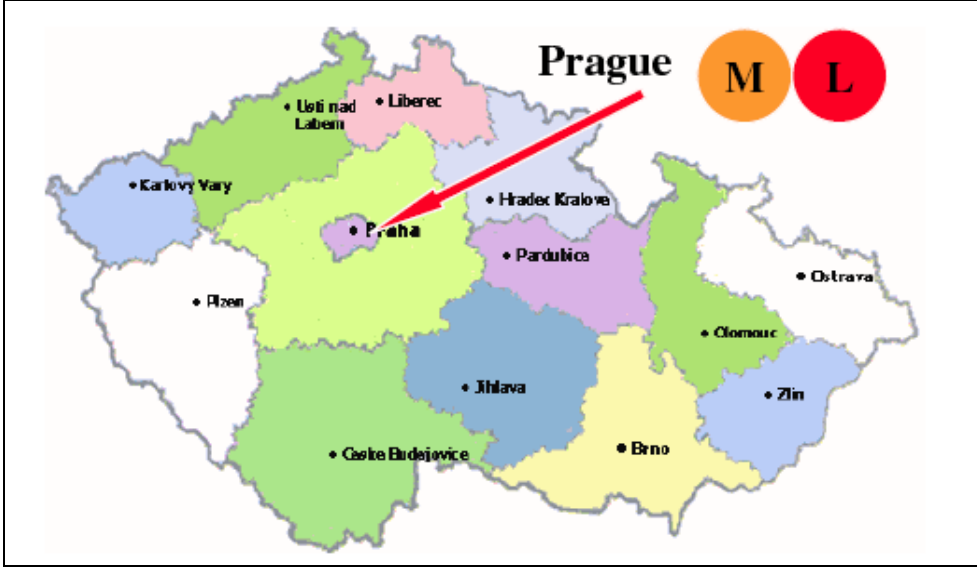 Prague
M L
Usti nad
Labem
Liberec
Karlovy Vary
Hradec Kralove
Praha
Pardubice
Ostrava
Plzen
Olomouc
Jihlava
Zlin
Brno
Ceske Budejovice